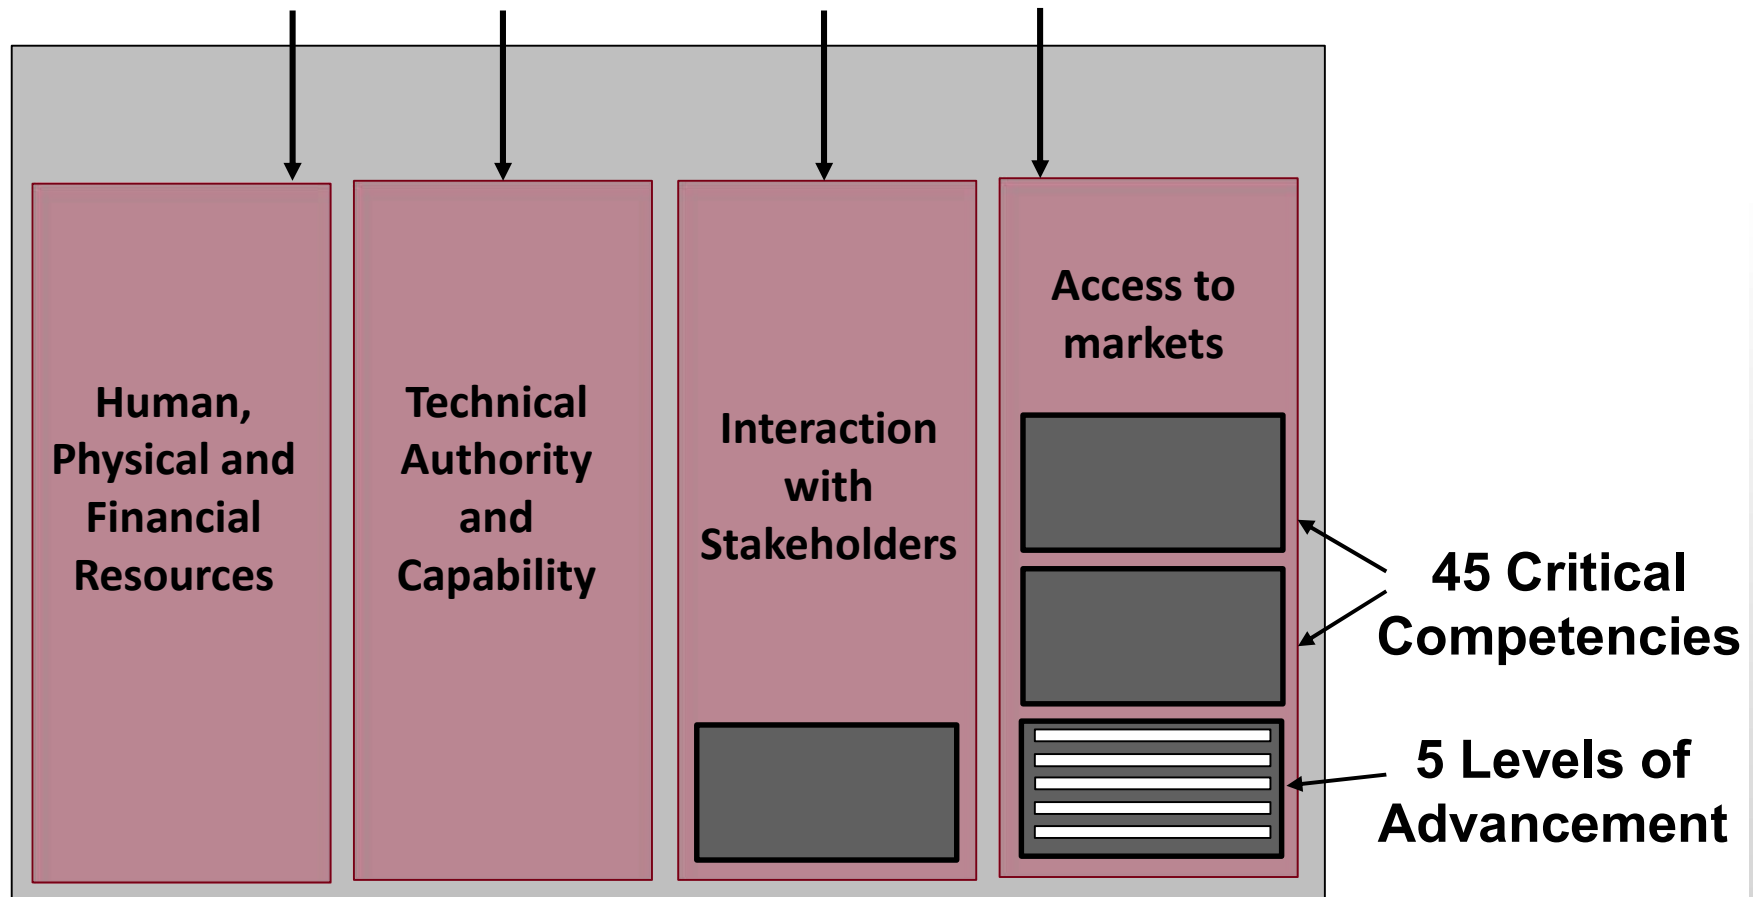 Human,
Physical and
Financial
Resources
Technical
Authority
and
Capability
Interaction
with
Stakeholders
Access to
markets
45 Critical
Competencies
5 Levels of
Advancement